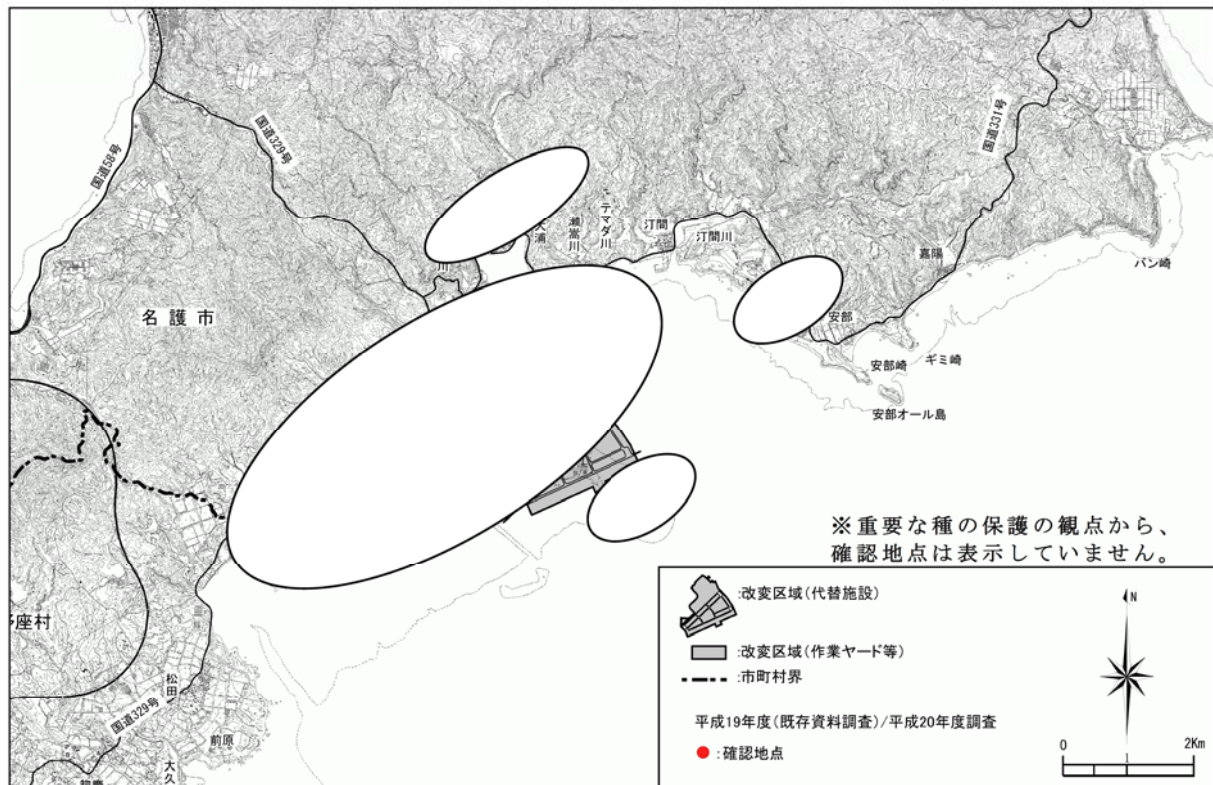 国道58号
国道329号
国道331号
大浦
瀬嵩川
テマダ川
汀間
汀間川
川
嘉陽
バン崎
名護市
安部
安部崎
ギミ崎
安部オール島
※重要な種の保護の観点から、
確認地点は表示していません。
:改変区域(代替施設)
:改変区域(作業ヤード等)
:市町村界
平成19年度(既存資料調査)/平成20年度調査
:確認地点
N
0 1 2Km
座村
松田
国道329号
前原
大久